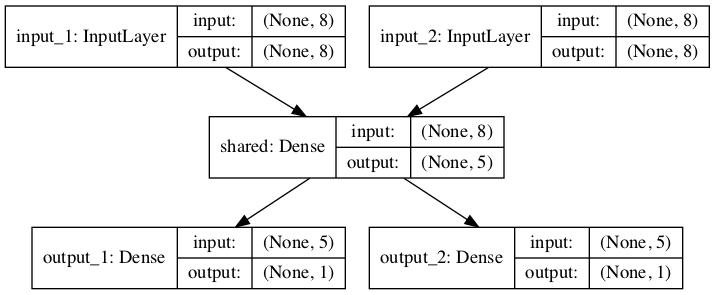 input_1: InputLayer
input: (None, 8)
output: (None, 8)
input_2: InputLayer
input: (None, 8)
output: (None, 8)
shared: Dense
input: (None, 8)
output: (None, 5)
output_1: Dense
input: (None, 5)
output: (None, 1)
output_2: Dense
input: (None, 5)
output: (None, 1)